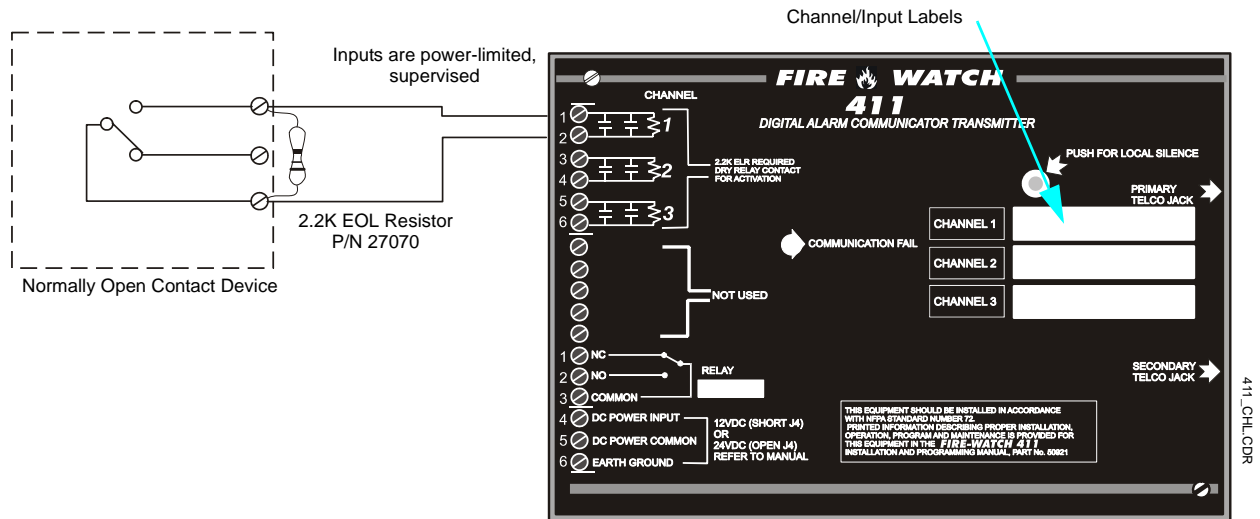 Channel/Input Labels
Inputs are power-limited,
supervised
2.2K EOL Resistor
P/N 27070
Normally Open Contact Device
FIRE WATCH
411
DIGITAL ALARM COMMUNICATOR TRANSMITTER
CHANNEL
1
2
1
3
4
2
5
6
3
2.2K ELR REQUIRED
DRY RELAY CONTACT
FOR ACTIVATION
PUSH FOR LOCAL SILENCE
PRIMARY
TELCO JACK
COMMUNICATION FAIL
CHANNEL 1
CHANNEL 2
CHANNEL 3
NOT USED
1 NC
2 NO
3 COMMON
RELAY
4 DC POWER INPUT
5 DC POWER COMMON
6 EARTH GROUND
12VDC (SHORT J4)
OR
24VDC (OPEN J4)
REFER TO MANUAL
SECONDARY
TELCO JACK
THIS EQUIPMENT SHOULD BE INSTALLED IN ACCORDANCE
WITH NFPA STANDARD NUMBER 72.
PRINTED INFORMATION DESCRIBING PROPER INSTALLATION,
OPERATION, PROGRAM AND MAINTENANCE IS PROVIDED FOR
THIS EQUIPMENT IN THE FIRE-WATCH 411
INSTALLATION AND PROGRAMMING MANUAL, PART No. 50921
411_CHL.CDR